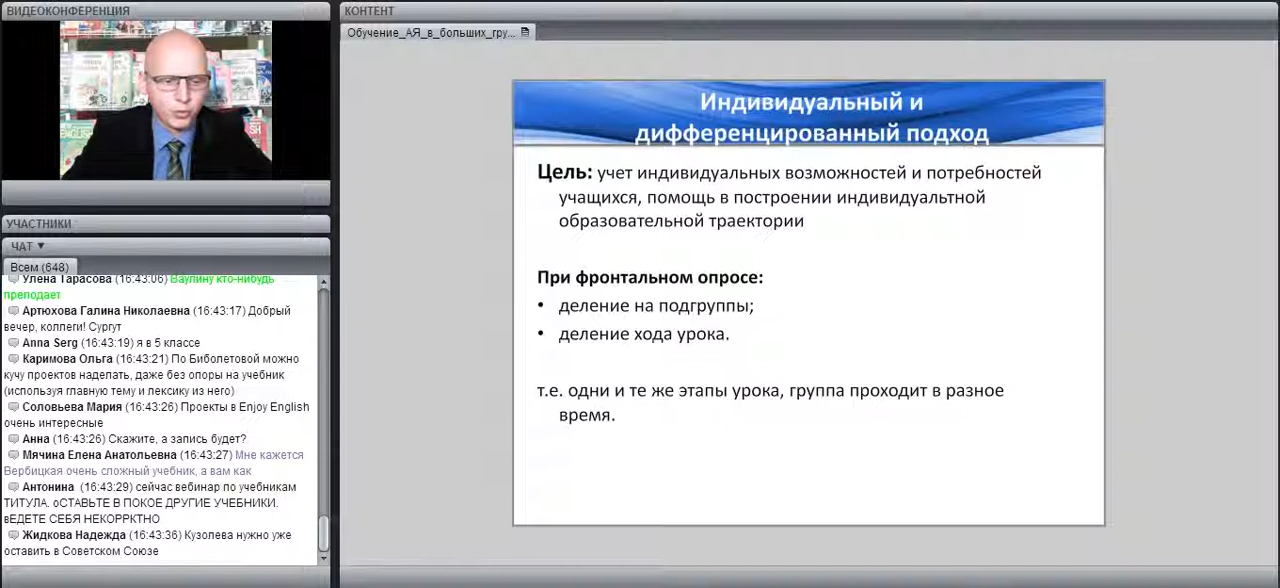 ВИДЕОКОНФЕРЕНЦИЯ
УЧАСТНИКИ
ЧАТ ▼
Всем (648)
Улена Тарасова (16:43:06) Ваулину кто-нибудь
преподает
Артюхова Галина Николаевна (16:43:17) Добрый
вечер, коллеги! Сургут
Anna Serg (16:43:19) я в 5 классе
Каримова Ольга (16:43:21) По Биболетовой можно
кучу проектов наделать, даже без опоры на учебник
(используя главную тему и лексику из него)
Соловьева Мария (16:43:26) Проекты в Enjoy English
очень интересные
Анна (16:43:26) Скажите, а запись будет?
Мячина Елена Анатольевна (16:43:27) Мне кажется
Вербицкая очень сложный учебник, а вам как
Антонина (16:43:29) сейчас вебинар по учебникам
ТИТУЛА. оСТАВЬТЕ В ПОКОЕ ДРУГИЕ УЧЕБНИКИ.
вЕДЕТЕ СЕБЯ НЕКОРРКТНО
Жидкова Надежда (16:43:36) Кузолева нужно уже
оставить в Советском Союзе
КОНТЕНТ
Обучение_АЯ_в_больших_гру...
Индивидуальный и
дифференцированный подход
Цель: учет индивидуальных возможностей и потребностей
учащихся, помощь в построении индивидуальтной
образовательной траектории
При фронтальном опросе:
• деление на подгруппы;
• деление хода урока.
т.е. одни и те же этапы урока, группа проходит в разное
время.